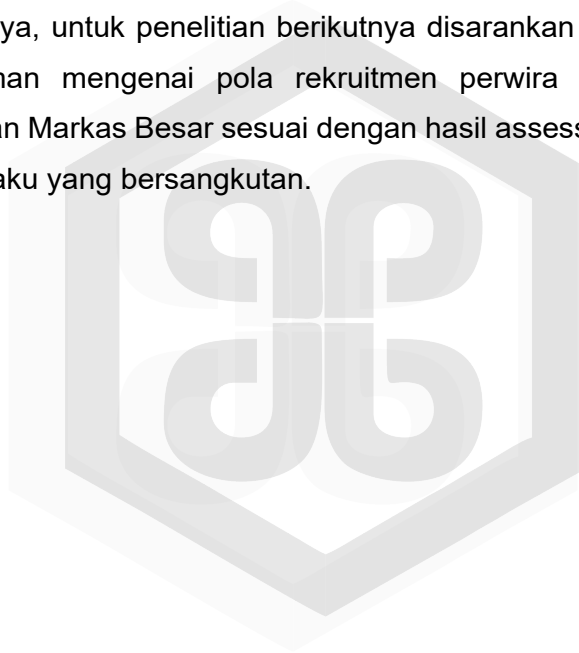 ya, untuk penelitian berikutnya disarankan
an mengenai pola rekruitmen perwira
n Markas Besar sesuai dengan hasil assess
aku yang bersangkutan.